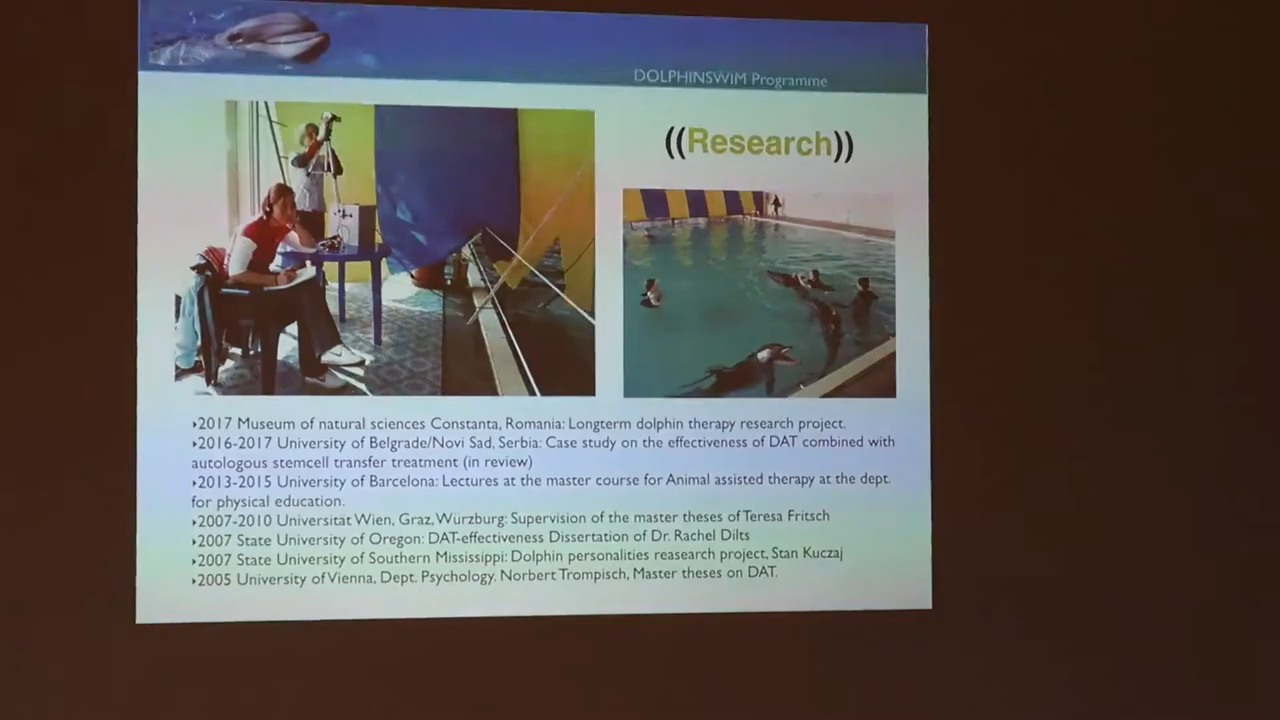 DOLPHINSWIM Programme
((Research))
‣2017 Museum of natural sciences Constanta, Romania: Longterm dolphin therapy research project.
‣2016-2017 University of Belgrade/Novi Sad, Serbia: Case study on the effectiveness of DAT combined with
autologous stemcell transfer treatment (in review)
‣2013-2015 University of Barcelona: Lectures at the master course for Animal assisted therapy at the dept.
for physical education.
‣2007-2010 Universitat Wien, Graz, Würzburg: Supervision of the master theses of Teresa Fritsch
‣2007 State University of Oregon: DAT-effectiveness Dissertation of Dr. Rachel Dilts
‣2007 State University of Southern Mississippi: Dolphin personalities reasearch project, Stan Kuczaj
‣2005 University of Vienna, Dept. Psychology. Norbert Trompisch, Master theses on DAT.